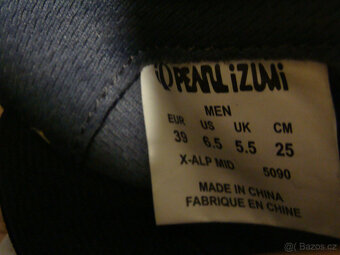 PEARL iZUMi
MEN
EUR US UK CM
39 6.5 5.5 25
X-ALP MID 5090
MADE IN CHINA
FABRIQUE EN CHINE
Bazos.cz